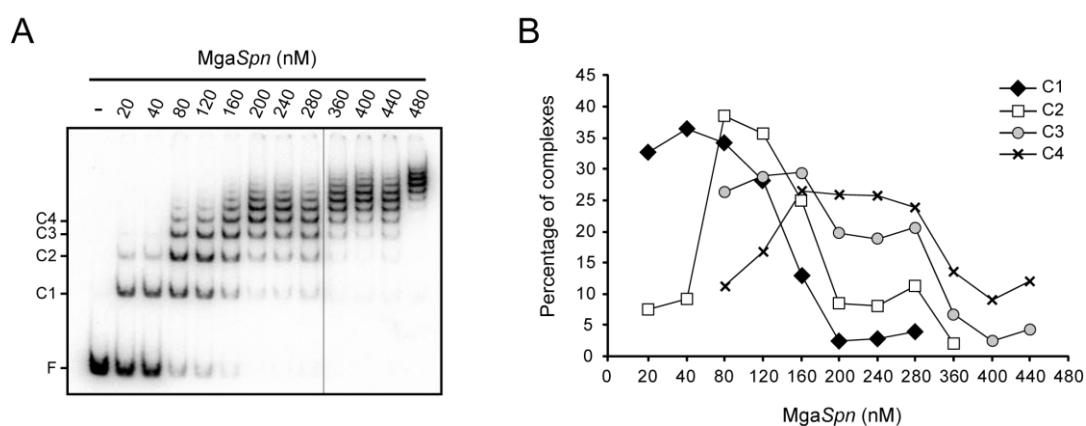 A
MgaSpn (nM)
- 20 40 80 120 160 200 240 280 360 400 440 480
C4
C3
C2
C1
F
B
Percentage of complexes
45
40
35
30
25
20
15
10
5
0
0 20 40 80 120 160 200 240 280 360 400 440 480
MgaSpn (nM)
C1
C2
C3
C4